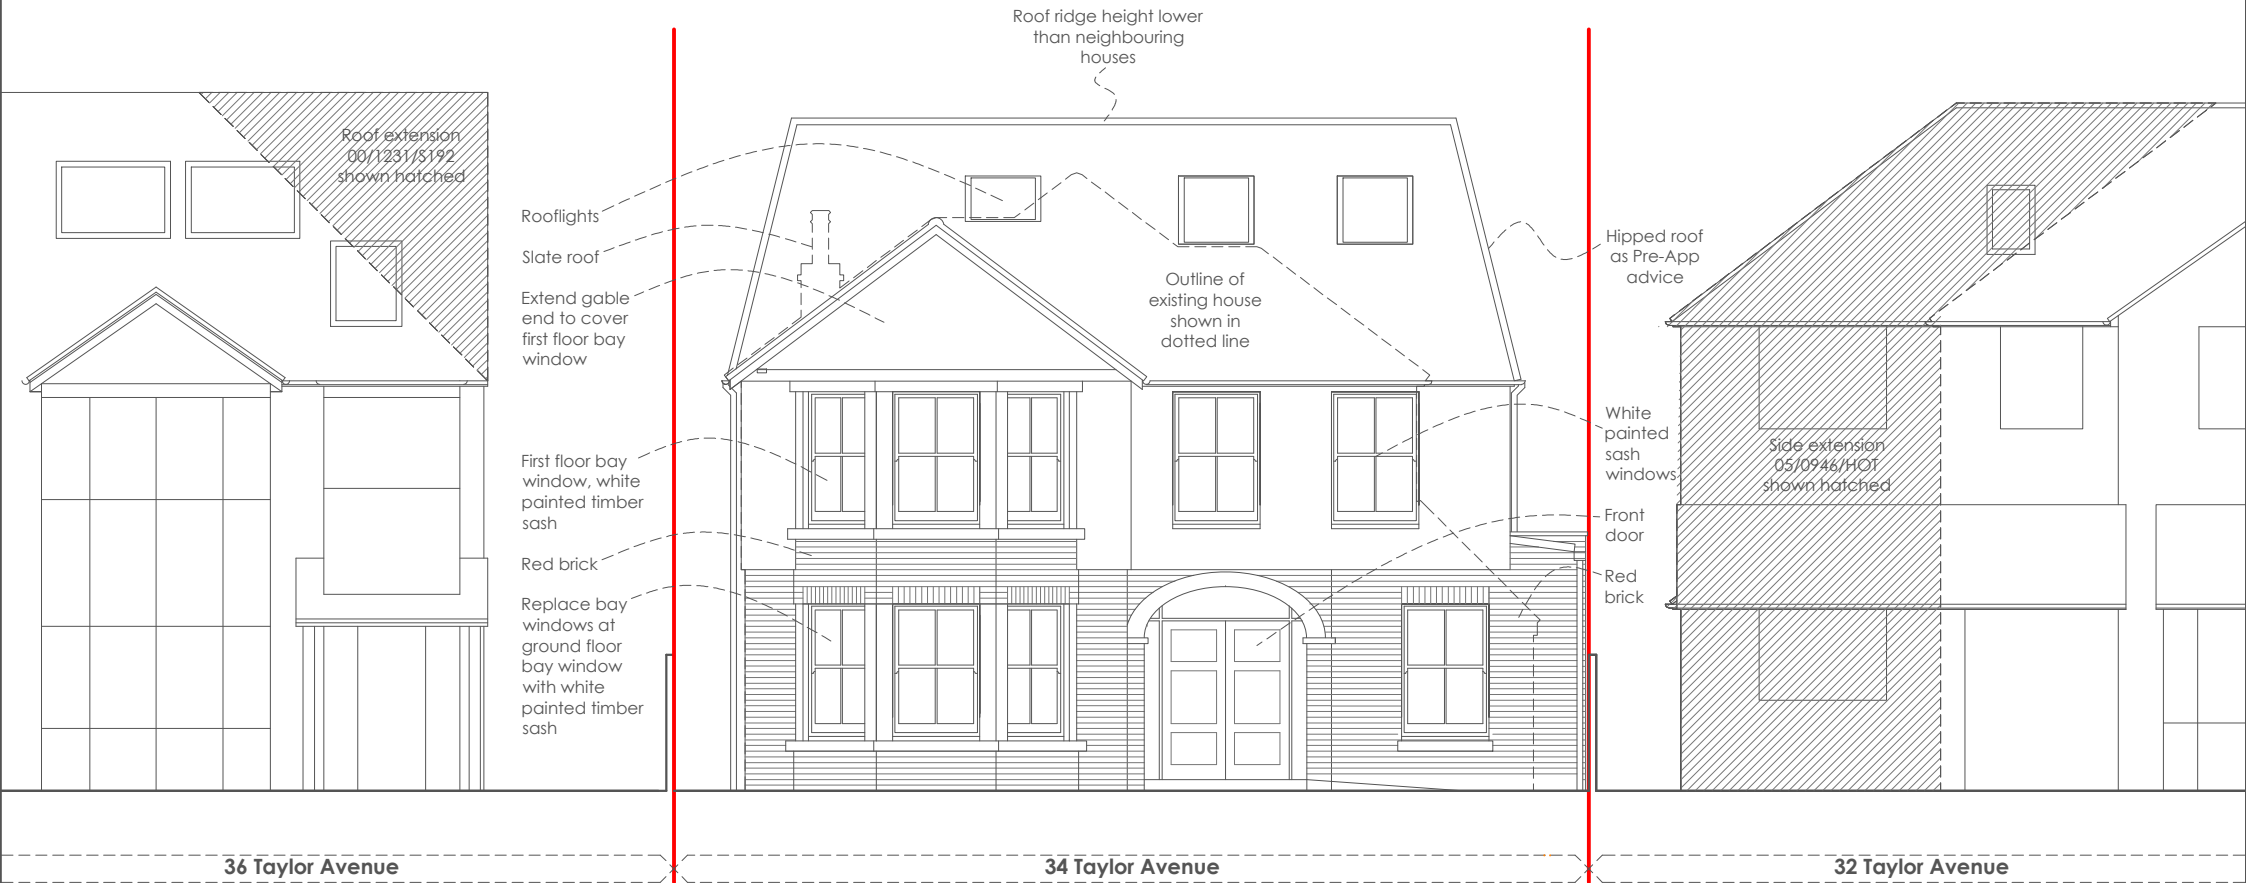 Roof ridge height lower
than neighbouring
houses
Roof extension
00/1231/S192
shown hatched
Rooflights
Slate roof
Extend gable
end to cover
first floor bay
window
First floor bay
window, white
painted timber
sash
Red brick
Replace bay
windows at
ground floor
bay window
with white
painted timber
sash
Outline of
existing house
shown in
dotted line
Hipped roof
as Pre-App
advice
White
painted
sash
windows
Front
door
Red
brick
Side extension
05/0946/HOT
shown hatched
36 Taylor Avenue
34 Taylor Avenue
32 Taylor Avenue